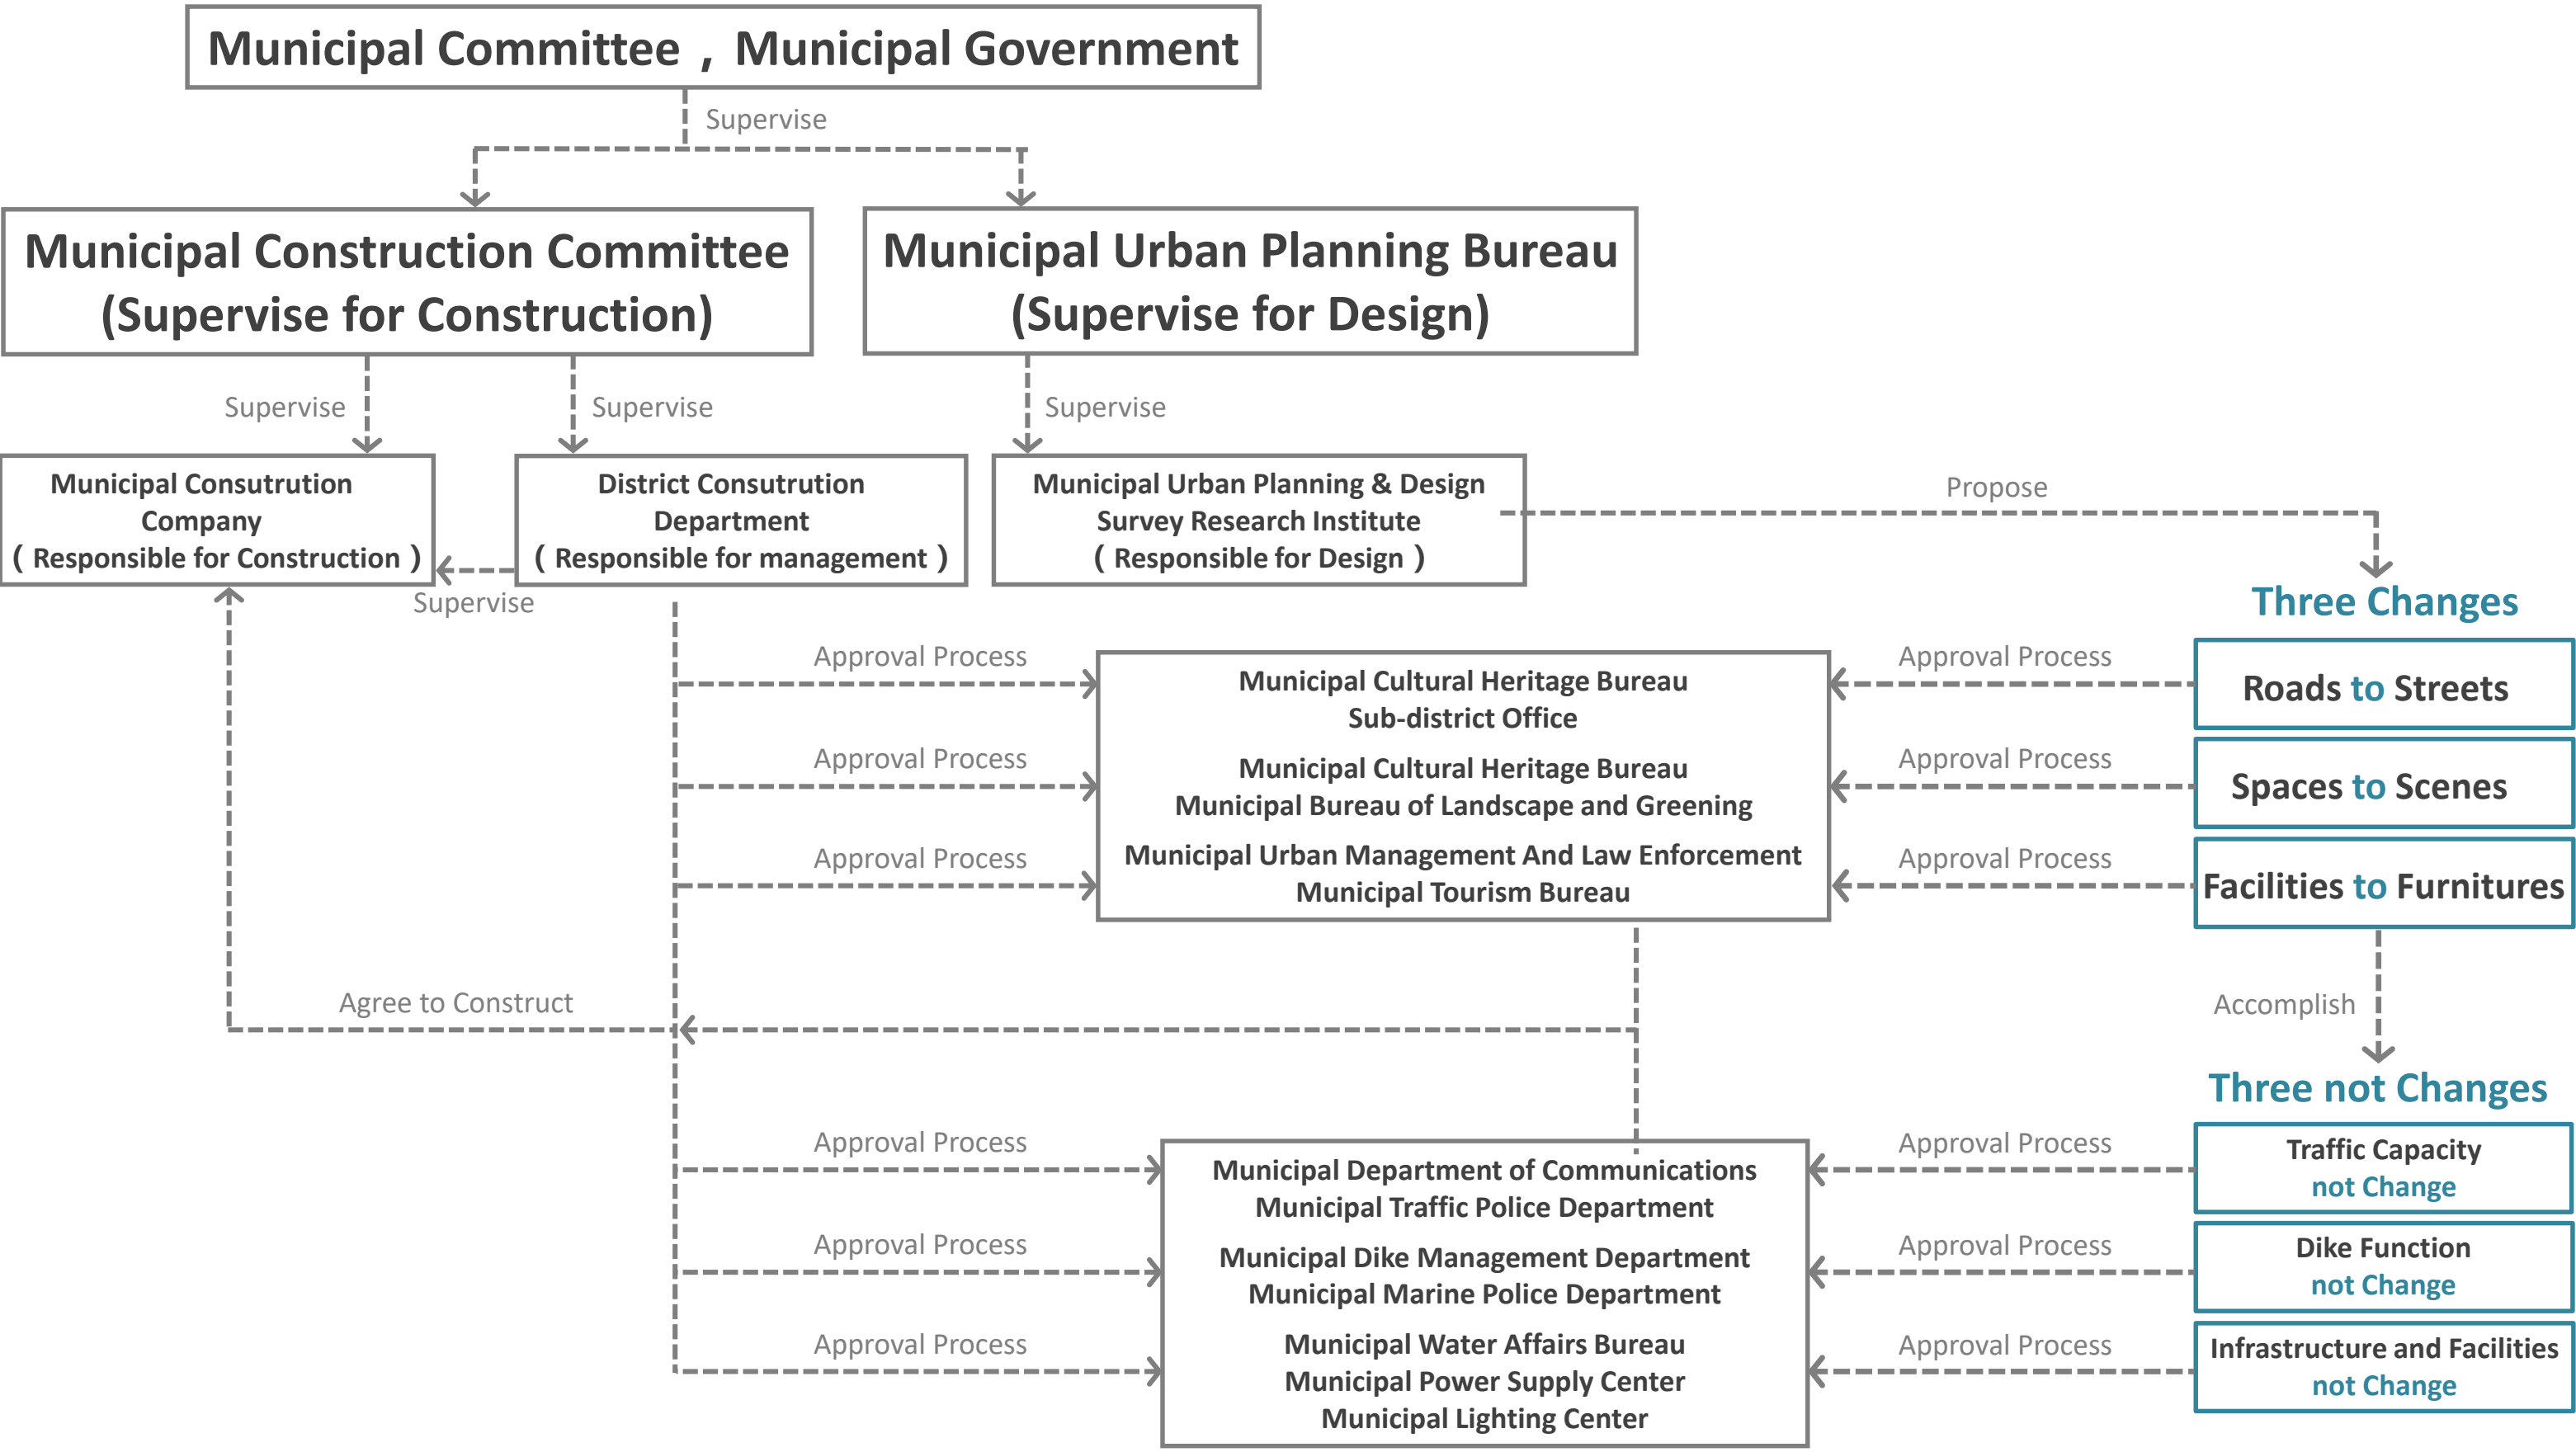 Municipal Committee , Municipal Government
Supervise
Municipal Construction Committee
(Supervise for Construction)
Municipal Urban Planning Bureau
(Supervise for Design)
Supervise
Supervise
Supervise
Municipal Consutrution
Company
( Responsible for Construction )
District Consutrution
Department
( Responsible for management )
Supervise
Municipal Urban Planning & Design
Survey Research Institute
( Responsible for Design )
Propose
Three Changes
Approval Process
Approval Process
Approval Process
Municipal Cultural Heritage Bureau
Sub-district Office
Municipal Cultural Heritage Bureau
Municipal Bureau of Landscape and Greening
Municipal Urban Management And Law Enforcement
Municipal Tourism Bureau
Approval Process
Approval Process
Approval Process
Roads to Streets
Spaces to Scenes
Facilities to Furnitures
Agree to Construct
Accomplish
Three not Changes
Approval Process
Approval Process
Approval Process
Municipal Department of Communications
Municipal Traffic Police Department
Municipal Dike Management Department
Municipal Marine Police Department
Municipal Water Affairs Bureau
Municipal Power Supply Center
Municipal Lighting Center
Approval Process
Approval Process
Approval Process
Traffic Capacity
not Change
Dike Function
not Change
Infrastructure and Facilities
not Change